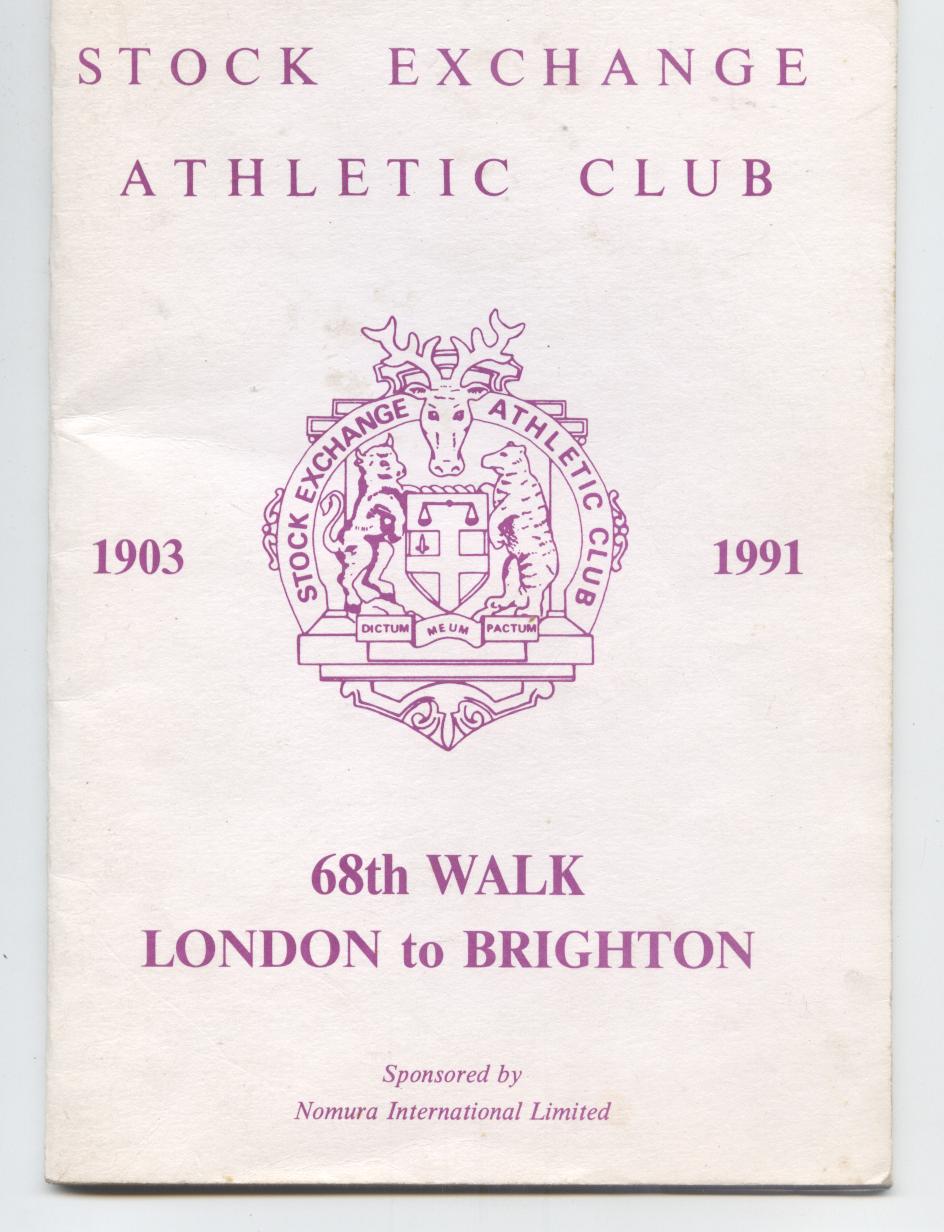 STOCK EXCHANGE
ATHLETIC CLUB
STOCK EXCHANGE ATHLETIC CLUB
1903
1991
DICTUM MEUM PACTUM
68th WALK
LONDON to BRIGHTON
Sponsored by
Nomura International Limited